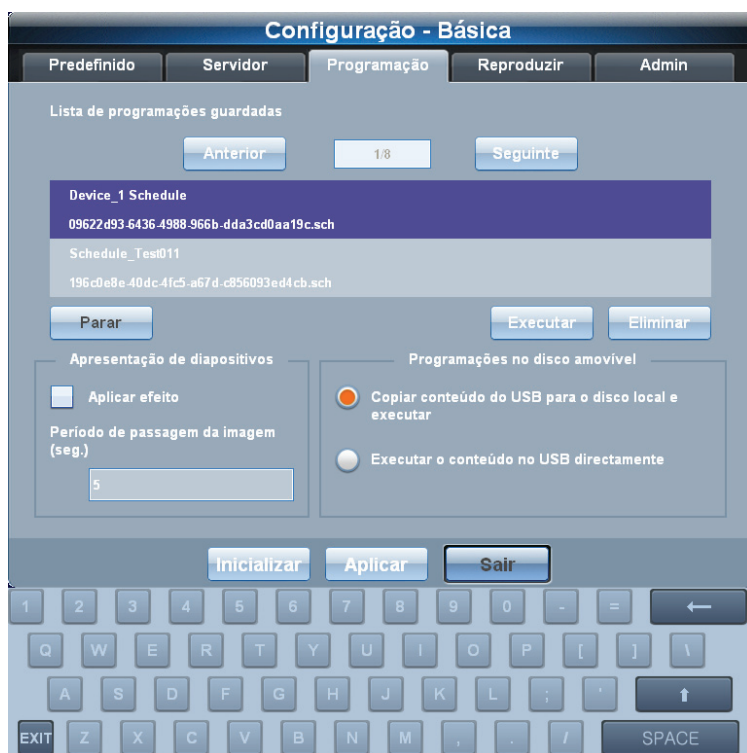 Configuração - Básica
Predefinido Servidor Programação Reproduzir Admin
Lista de programações guardadas
Anterior 1/8 Seguinte
Device_1 Schedule
09622d93-6436-4988-966b-dda3cd0aa19c.sch
Schedule_Test011
196c0e8e-40dc-4fc5-a67d-c856093ed4cb.sch
Parar Executar Eliminar
Apresentação de diapositivos Programações no disco amovível
Aplicar efeito
Copiar conteúdo do USB para o disco local e
executar
Período de passagem da imagem
(seg.)
Executar o conteúdo no USB directamente
5
Inicializar Aplicar Sair
1 2 3 4 5 6 7 8 9 0 - = ←
Q W E R T Y U I O P [ ] \
A S D F G H J K L ; ' ↑
EXIT Z X C V B N M , . / SPACE